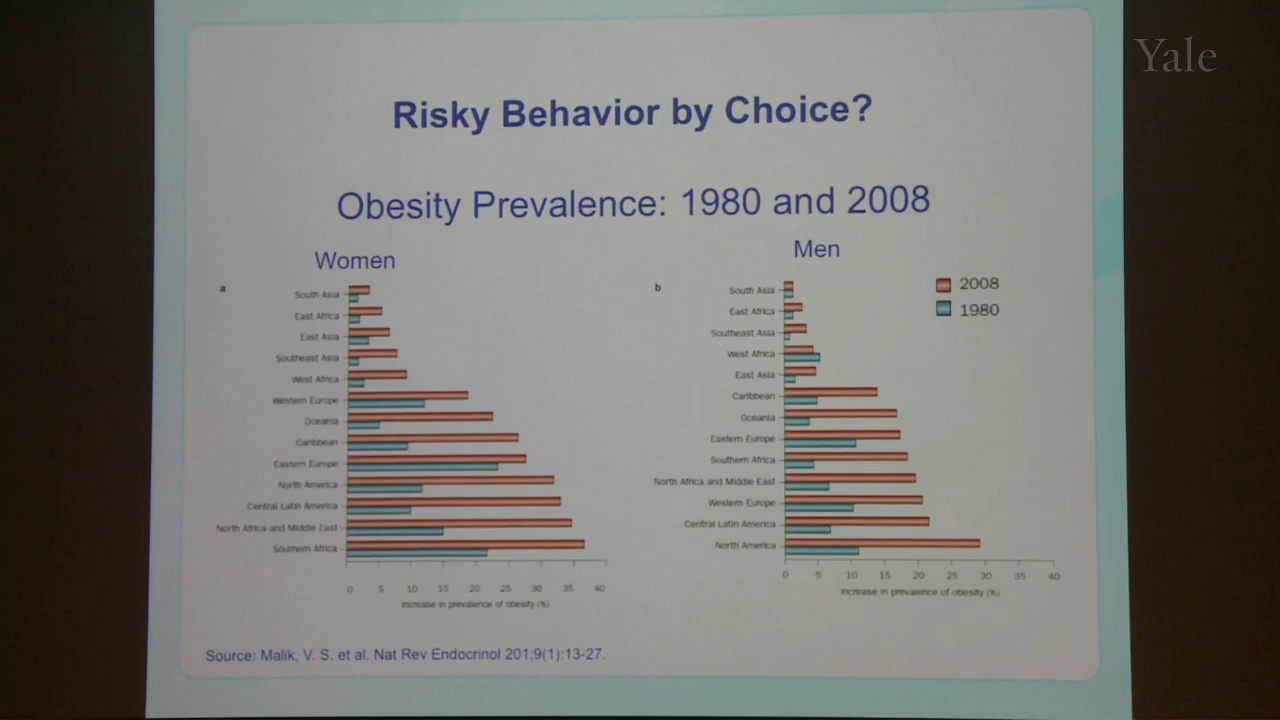 Yale
Risky Behavior by Choice?
Obesity Prevalence: 1980 and 2008
Women
a
South Asia
East Africa
East Asia
Southeast Asia
West Africa
Western Europe
Oceania
Caribbean
Eastern Europe
North America
Central Latin America
North Africa and Middle East
Southern Africa
0 5 10 15 20 25 30 35 40
Increase in prevalence of obesity (%)
Men
b
2008
1980
South Asia
East Africa
Southeast Asia
West Africa
East Asia
Caribbean
Oceania
Eastern Europe
Southern Africa
North Africa and Middle East
Western Europe
Central Latin America
North America
0 5 10 15 20 25 30 35 40
Increase in prevalence of obesity (%)
Source: Malik, V. S. et al. Nat Rev Endocrinol 201;9(1):13-27.